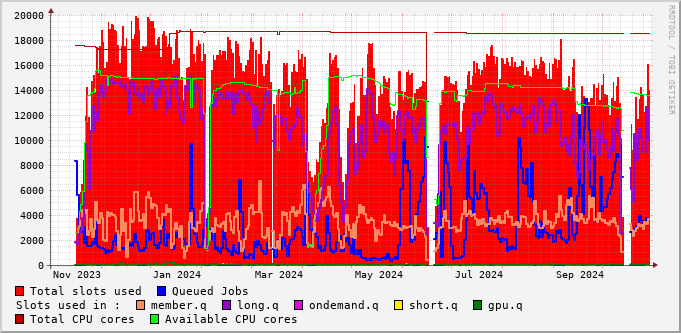 20000
18000
16000
14000
12000
10000
8000
6000
4000
2000
0
Nov 2023 Jan 2024 Mar 2024 May 2024 Jul 2024 Sep 2024
RRDTOOL / TOBI OETIKER
Total slots used Queued Jobs
Slots used in : member.q long.q ondemand.q short.q gpu.q
Total CPU cores Available CPU cores